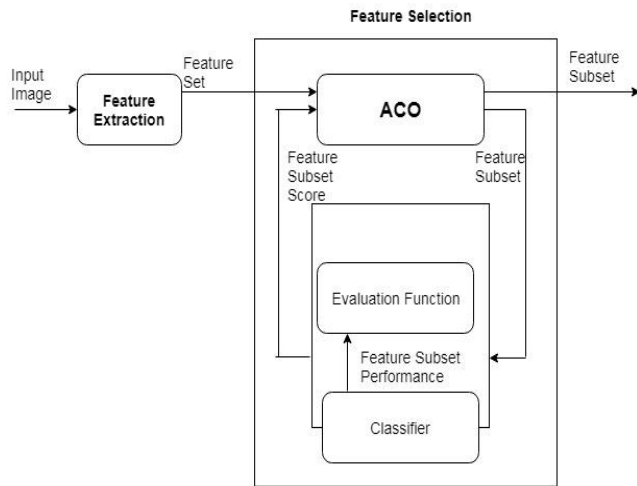 Feature Selection
Input
Image
Feature
Extraction
Feature
Set
ACO
Feature
Subset
Feature
Subset
Score
Feature
Subset
Evaluation Function
Feature Subset
Performance
Classifier